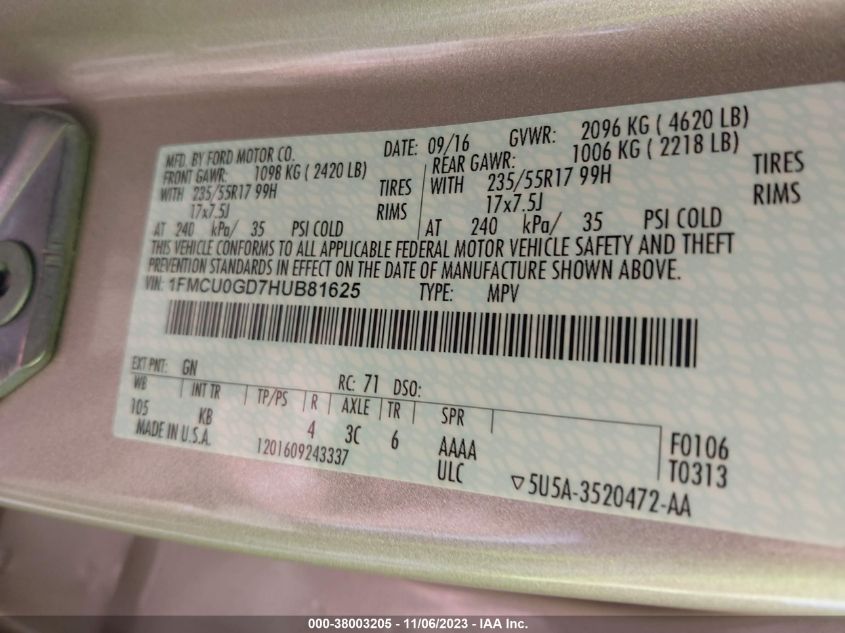 MFD. BY FORD MOTOR CO. DATE: 09/16 GVWR: 2096 KG ( 4620 LB)
FRONT GAWR: 1098 KG ( 2420 LB) REAR GAWR: 1006 KG ( 2218 LB)
WITH 235/55R17 99H TIRES WITH 235/55R17 99H TIRES
17x7.5J RIMS 17x7.5J RIMS
AT 240 kPa/ 35 PSI COLD AT 240 kPa/ 35 PSI COLD
THIS VEHICLE CONFORMS TO ALL APPLICABLE FEDERAL MOTOR VEHICLE SAFETY AND THEFT
PREVENTION STANDARDS IN EFFECT ON THE DATE OF MANUFACTURE SHOWN ABOVE.
VIN: 1FMCU0GD7HUB81625 TYPE: MPV
EXT PNT: GN RC: 71 DSO:
WB INT TR TP/PS R AXLE TR SPR
105 KB 4 3C 6 AAAA F0106
MADE IN U.S.A. 1201609243337 ULC T0313
▽5U5A-3520472-AA
000-38003205 - 11/06/2023 - IAA Inc.